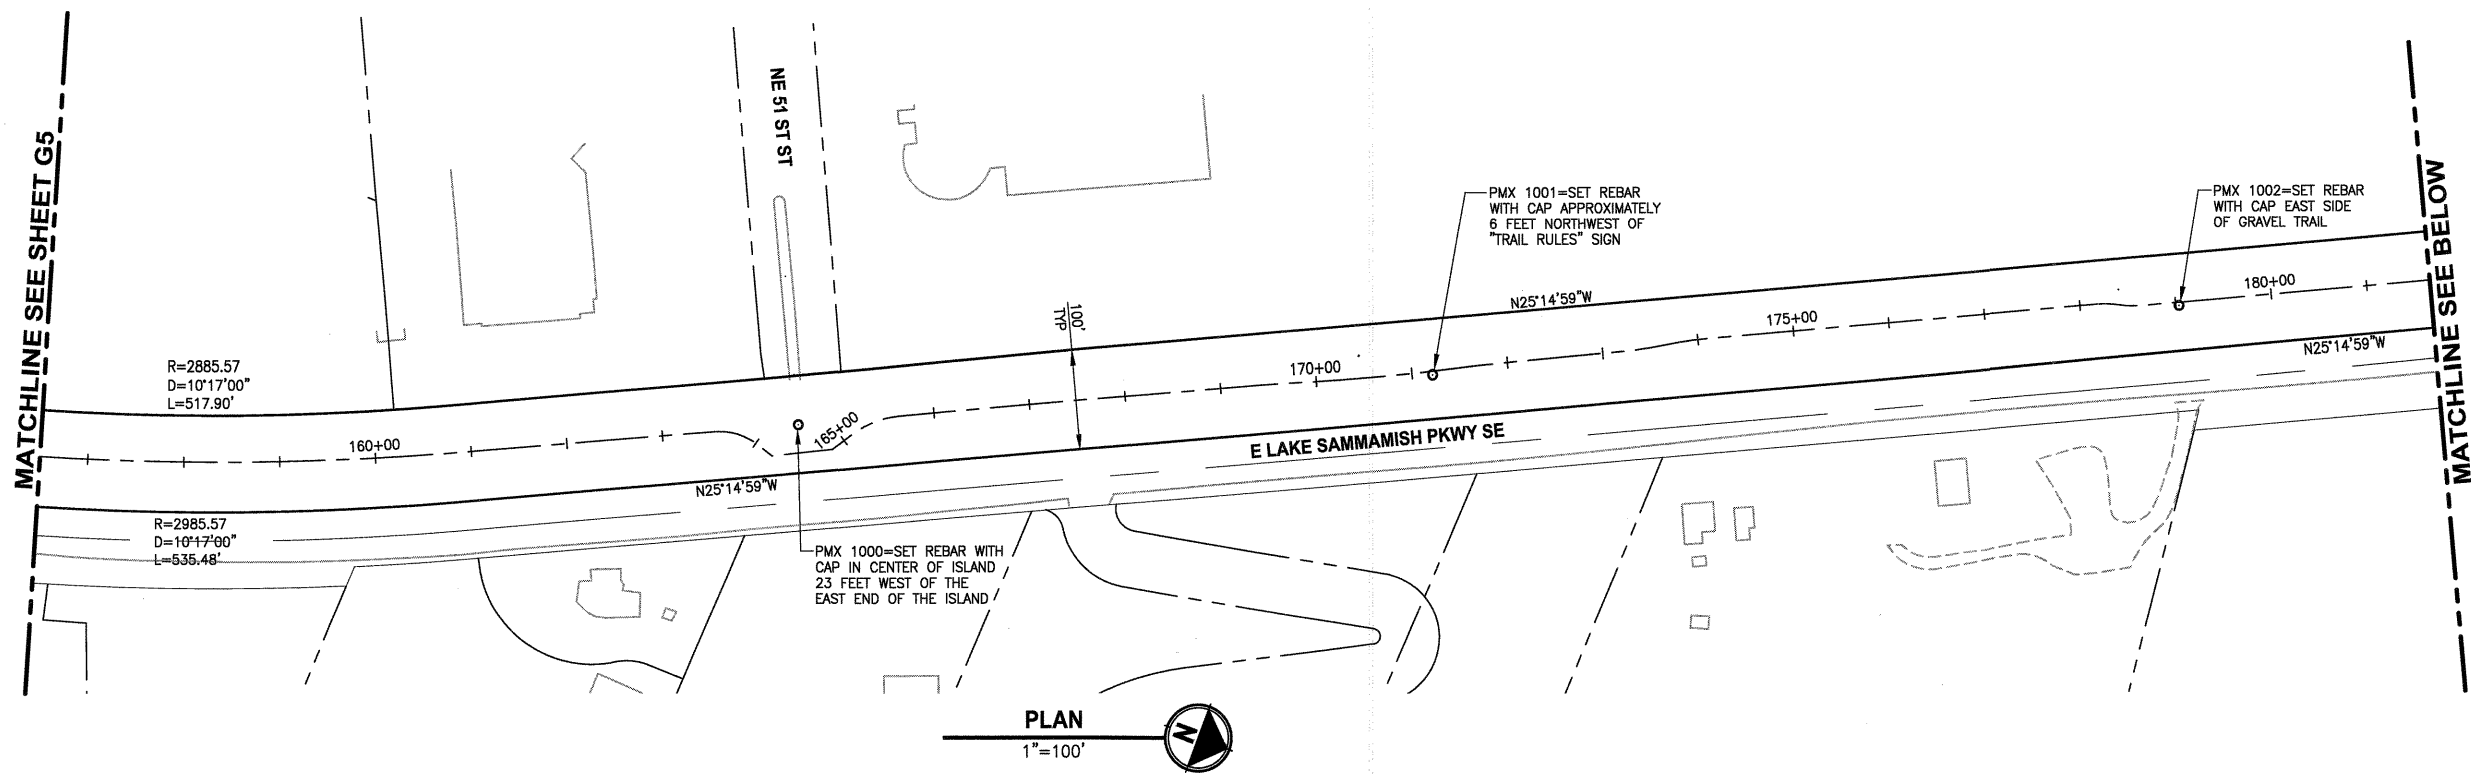 MATCHLINE SEE SHEET G5
NE 51 ST ST
R=2885.57
D=10°17'00"
L=517.90'
160+00
165+00
100'
TYP
170+00
175+00
180+00
N25°14'59"W
PMX 1001=SET REBAR
WITH CAP APPROXIMATELY
6 FEET NORTHWEST OF
"TRAIL RULES" SIGN
PMX 1002=SET REBAR
WITH CAP EAST SIDE
OF GRAVEL TRAIL
MATCHLINE SEE BELOW
N25°14'59"W
E LAKE SAMMAMISH PKWY SE
N25°14'59"W
R=2985.57
D=10°17'00"
L=535.48'
PMX 1000=SET REBAR WITH
CAP IN CENTER OF ISLAND
23 FEET WEST OF THE
EAST END OF THE ISLAND
PLAN
1"=100'
N